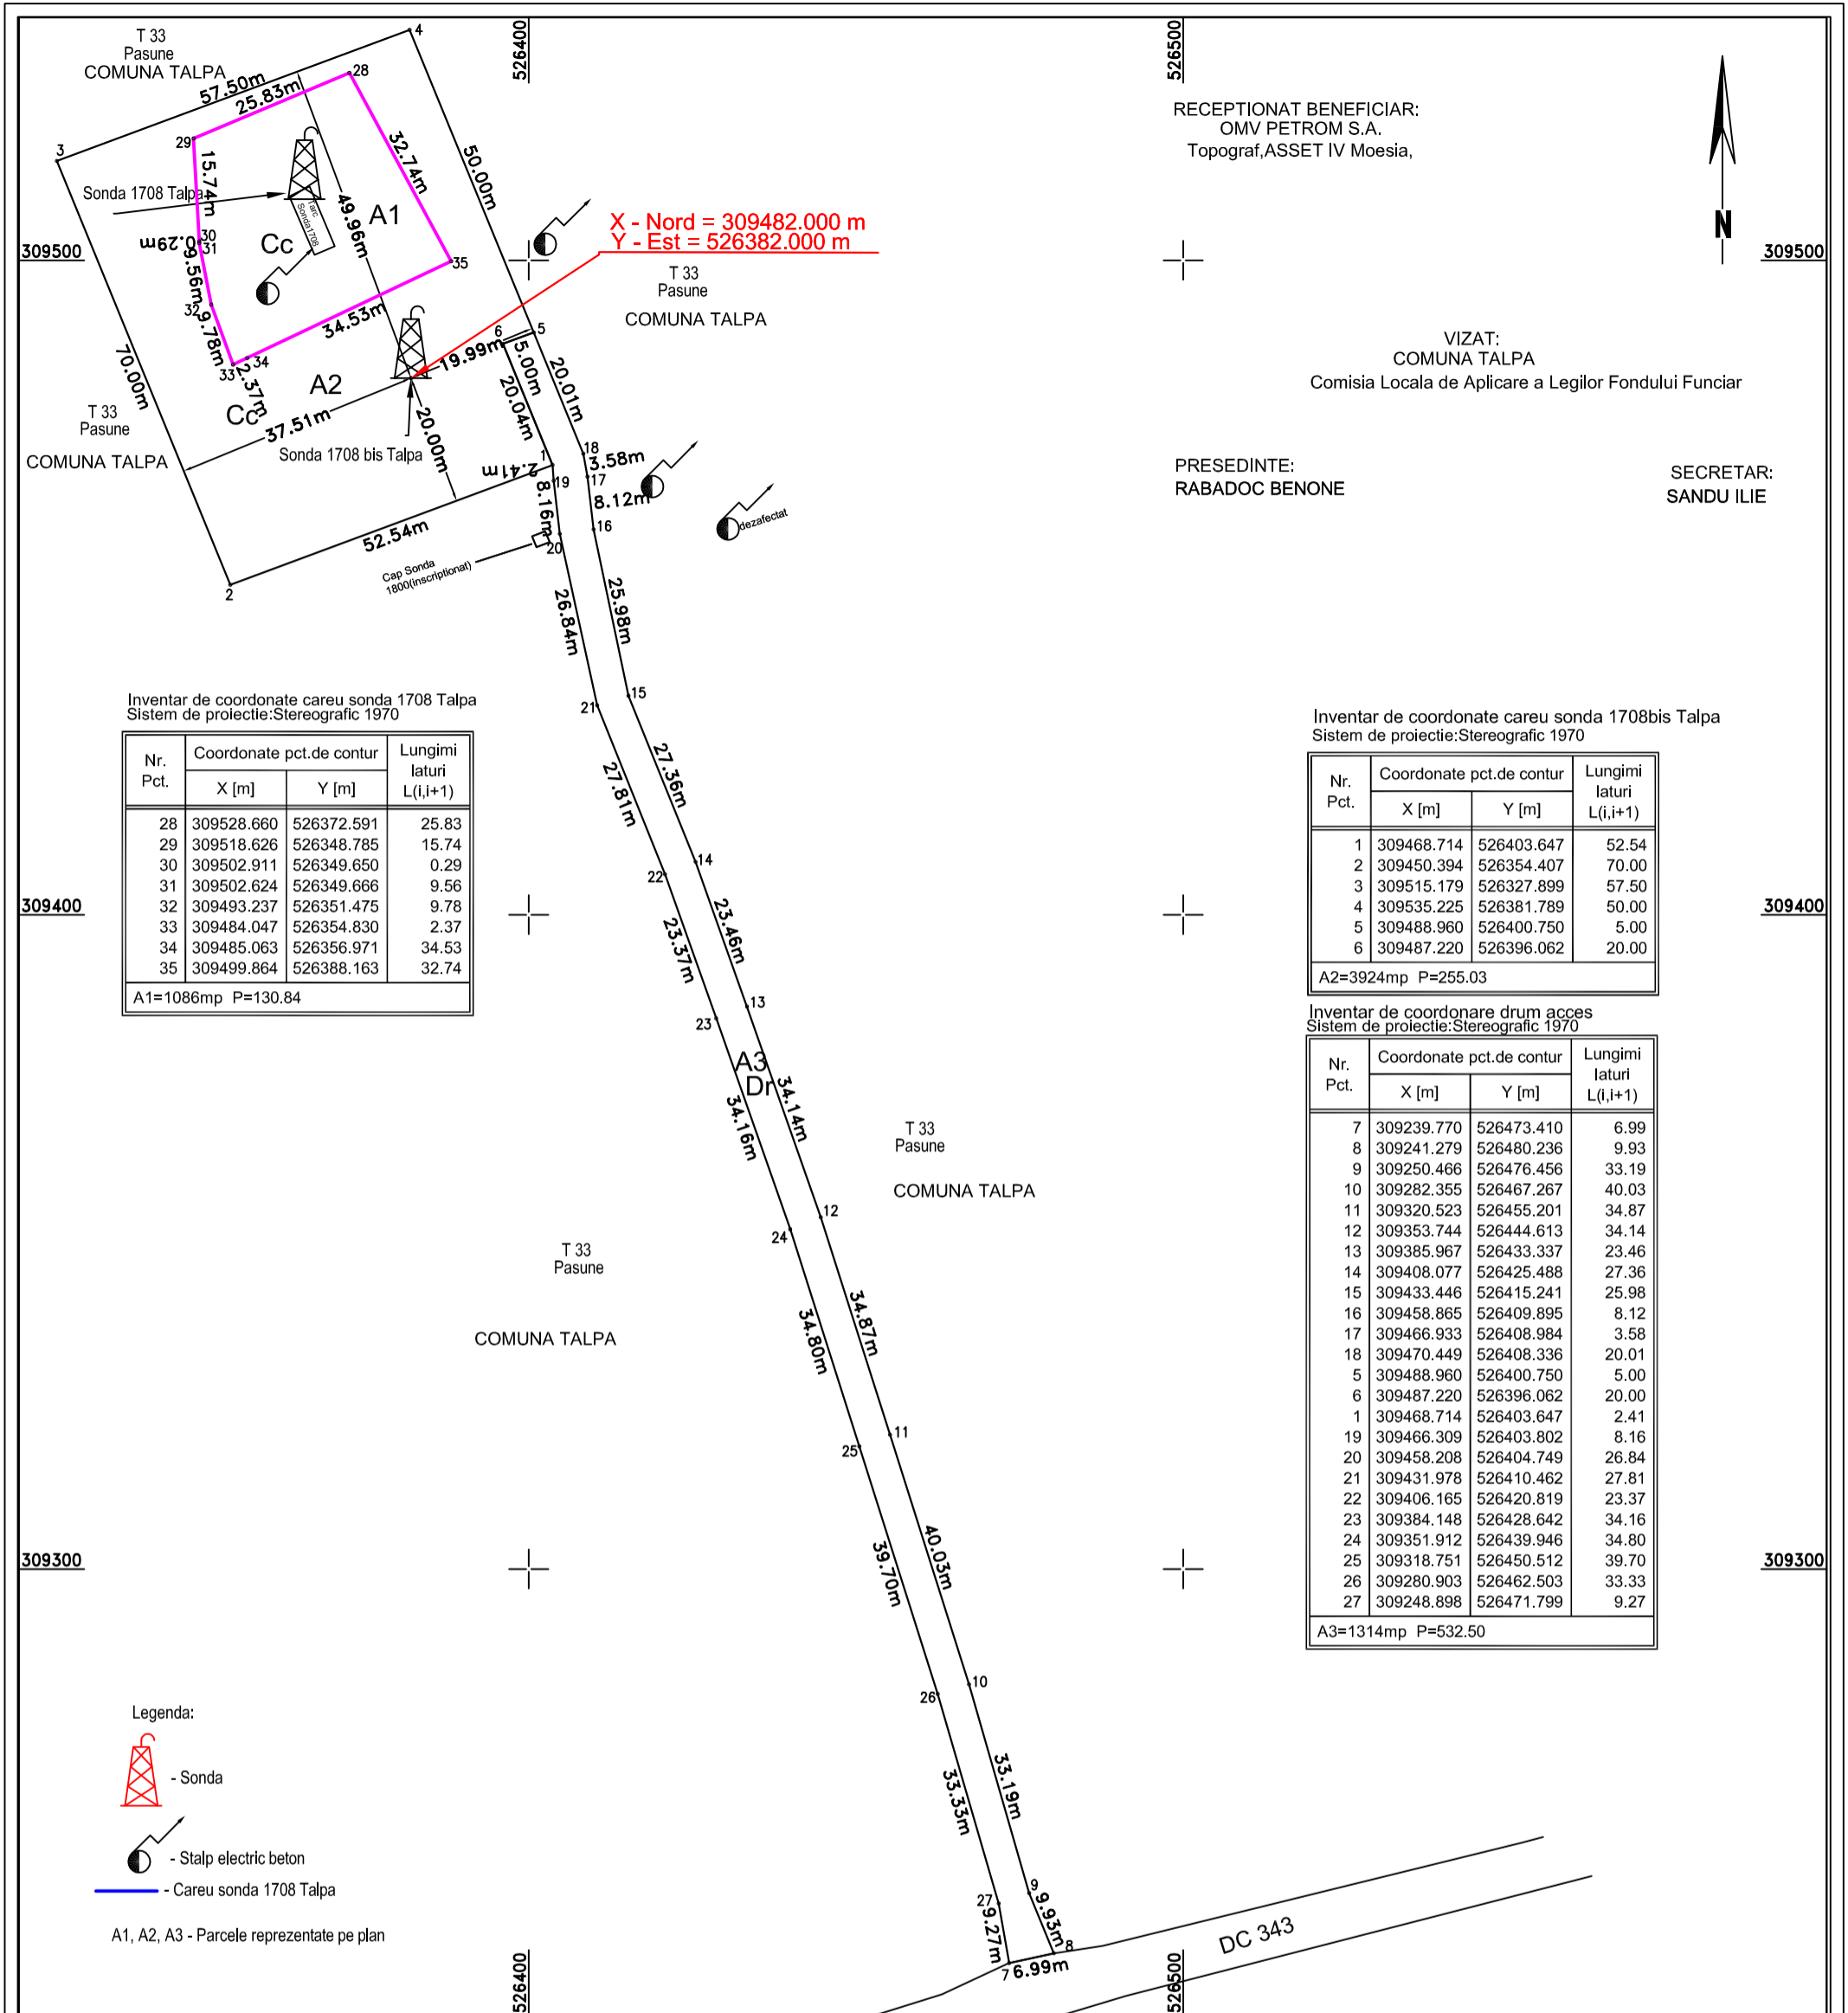 T 33
Pasune
COMUNA TALPA
4
28
57.50m
25.83m
3
29
15.74m
32.74m
50.00m
Sonda 1708 Talpa
Tarc
Sonda1708
49.96m
A1
Cc
30
31
0.29m
9.56m
35
32
9.78m
34.53m
33
34
2.37m
A2
Cc
37.51m
70.00m
T 33
Pasune
COMUNA TALPA
Sonda 1708 bis Talpa
20.00m
19.99m
6
5
5.00m
20.04m
20.01m
X - Nord = 309482.000 m
Y - Est = 526382.000 m
T 33
Pasune
COMUNA TALPA
1
2.41m
18
3.58m
19
17
8.16m
8.12m
16
20
dezafectat
52.54m
2
Cap Sonda
1800(inscriptionat)
26.84m
25.98m
15
21
27.81m
27.36m
14
22
23.37m
23.46m
13
23
A3
Dr
34.16m
34.14m
12
24
34.80m
34.87m
11
25
39.70m
40.03m
10
26
33.33m
33.19m
9
27
9.27m
9.93m
8
7
6.99m
DC 343
T 33
Pasune
COMUNA TALPA
T 33
Pasune
COMUNA TALPA
526400
526500
309500
309500
309400
309400
309300
309300
526400
526500
N
RECEPTIONAT BENEFICIAR:
OMV PETROM S.A.
Topograf,ASSET IV Moesia,
VIZAT:
COMUNA TALPA
Comisia Locala de Aplicare a Legilor Fondului Funciar
PRESEDINTE:
RABADOC BENONE
SECRETAR:
SANDU ILIE
Inventar de coordonate careu sonda 1708 Talpa
Sistem de proiectie:Stereografic 1970
Nr. Pct. Coordonate pct.de contur Lungimi laturi L(i,i+1)
X [m] Y [m]
28 309528.660 526372.591 25.83
29 309518.626 526348.785 15.74
30 309502.911 526349.650 0.29
31 309502.624 526349.666 9.56
32 309493.237 526351.475 9.78
33 309484.047 526354.830 2.37
34 309485.063 526356.971 34.53
35 309499.864 526388.163 32.74
A1=1086mp P=130.84
Inventar de coordonate careu sonda 1708bis Talpa
Sistem de proiectie:Stereografic 1970
Nr. Pct. Coordonate pct.de contur Lungimi laturi L(i,i+1)
X [m] Y [m]
1 309468.714 526403.647 52.54
2 309450.394 526354.407 70.00
3 309515.179 526327.899 57.50
4 309535.225 526381.789 50.00
5 309488.960 526400.750 5.00
6 309487.220 526396.062 20.00
A2=3924mp P=255.03
Inventar de coordonare drum acces
Sistem de proiectie:Stereografic 1970
Nr. Pct. Coordonate pct.de contur Lungimi laturi L(i,i+1)
X [m] Y [m]
7 309239.770 526473.410 6.99
8 309241.279 526480.236 9.93
9 309250.466 526476.456 33.19
10 309282.355 526467.267 40.03
11 309320.523 526455.201 34.87
12 309353.744 526444.613 34.14
13 309385.967 526433.337 23.46
14 309408.077 526425.488 27.36
15 309433.446 526415.241 25.98
16 309458.865 526409.895 8.12
17 309466.933 526408.984 3.58
18 309470.449 526408.336 20.01
5 309488.960 526400.750 5.00
6 309487.220 526396.062 20.00
1 309468.714 526403.647 2.41
19 309466.309 526403.802 8.16
20 309458.208 526404.749 26.84
21 309431.978 526410.462 27.81
22 309406.165 526420.819 23.37
23 309384.148 526428.642 34.16
24 309351.912 526439.946 34.80
25 309318.751 526450.512 39.70
26 309280.903 526462.503 33.33
27 309248.898 526471.799 9.27
A3=1314mp P=532.50
Legenda:
- Sonda
- Stalp electric beton
- Careu sonda 1708 Talpa
A1, A2, A3 - Parcele reprezentate pe plan